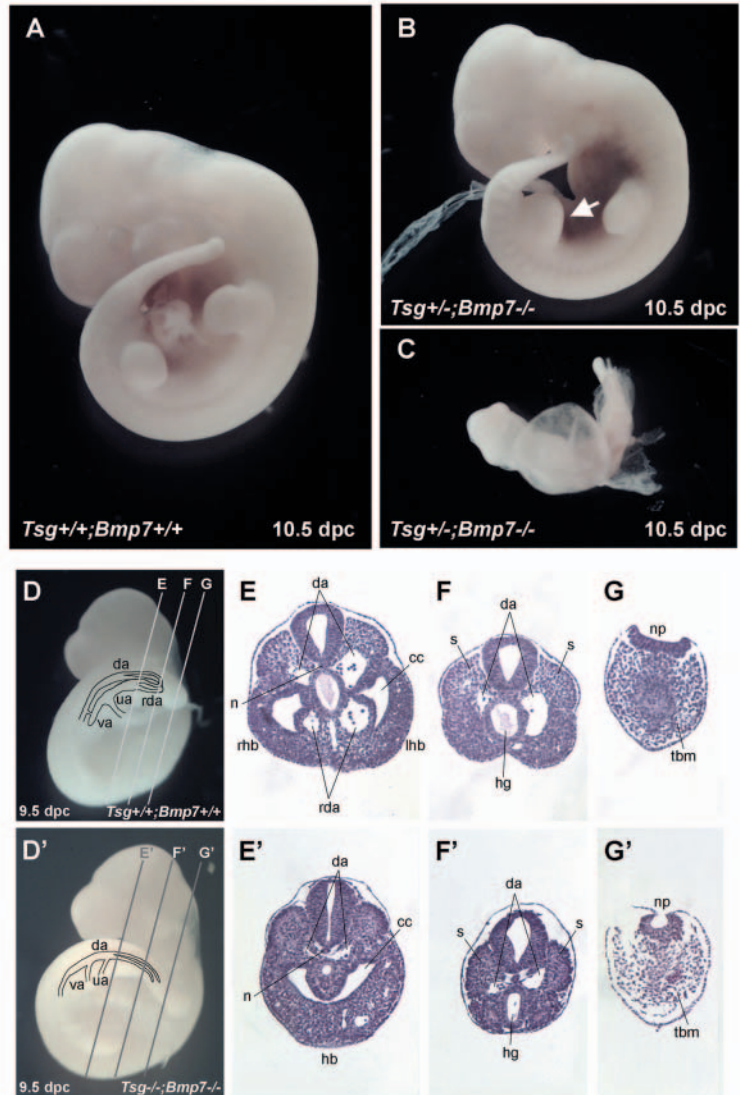 A
Tsg+/+;Bmp7+/+ 10.5 dpc
B
Tsg+/-;Bmp7-/- 10.5 dpc
C
Tsg+/-;Bmp7-/- 10.5 dpc
D
E F G
da
ua rda
va
9.5 dpc Tsg+/+;Bmp7+/+
E
da
cc
n
rhb lhb
rda
F
da
s s
hg
G
np
tbm
D'
E' F' G'
da
va ua
9.5 dpc Tsg-/-;Bmp7-/-
E'
da
cc
n
hb
F'
da
s s
hg
G'
np
tbm